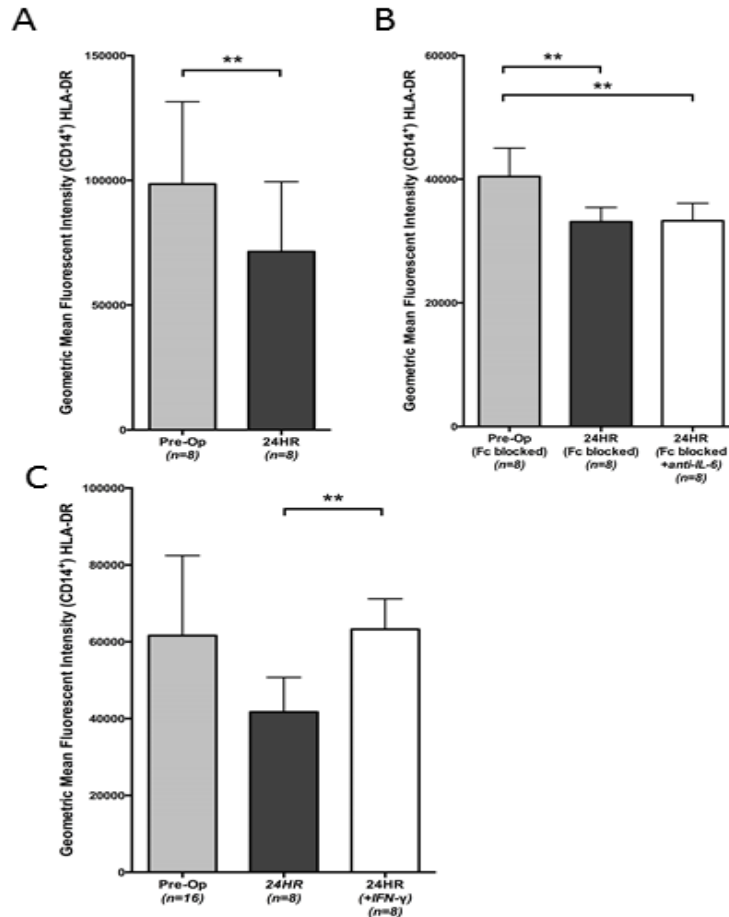 A
Geometric Mean Fluorescent Intensity (CD14+) HLA-DR
150000
100000
50000
0
**
Pre-Op
(n=8)
24HR
(n=8)
B
Geometric Mean Fluorescent Intensity (CD14+) HLA-DR
60000
40000
20000
0
**
**
Pre-Op
(Fc blocked)
(n=8)
24HR
(Fc blocked)
(n=8)
24HR
(Fc blocked
+anti-IL-6)
(n=8)
C
Geometric Mean Fluorescent Intensity (CD14+) HLA-DR
100000
80000
60000
40000
20000
0
**
Pre-Op
(n=16)
24HR
(n=8)
24HR
(+IFN-γ)
(n=8)